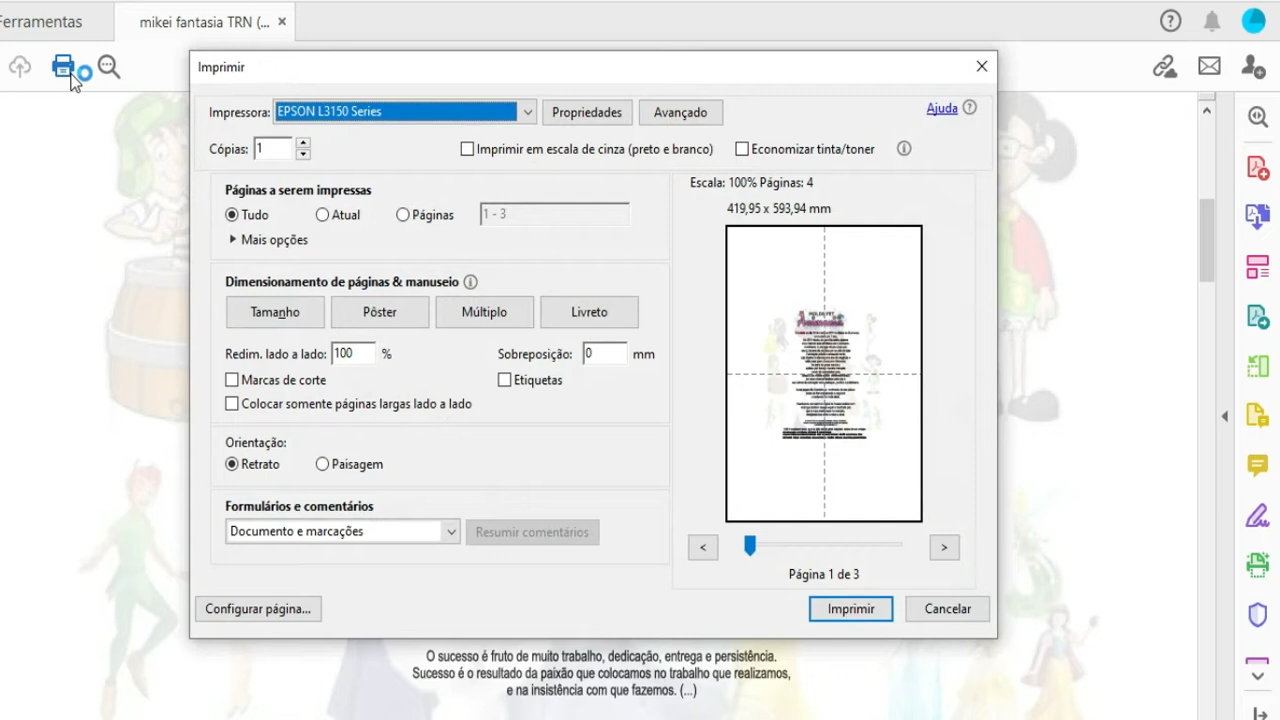 Ferramentas
mikei fantasia TRN (... ×
Imprimir
Impressora: EPSON L3150 Series Propriedades Avançado Ajuda
Cópias: 1 Imprimir em escala de cinza (preto e branco) Economizar tinta/toner
Páginas a serem impressas
Tudo Atual Páginas 1 - 3
Mais opções
Dimensionamento de páginas & manuseio
Tamanho Pôster Múltiplo Livreto
Redim. lado a lado: 100 % Sobreposição: 0 mm
Marcas de corte Etiquetas
Colocar somente páginas largas lado a lado
Orientação:
Retrato Paisagem
Formulários e comentários
Documento e marcações Resumir comentários
Escala: 100% Páginas: 4
419,95 x 593,94 mm
< >
Página 1 de 3
Configurar página... Imprimir Cancelar
O sucesso é fruto de muito trabalho, dedicação, entrega e persistência.
Sucesso é o resultado da paixão que colocamos no trabalho que realizamos,
e na insistência com que fazemos. (...)